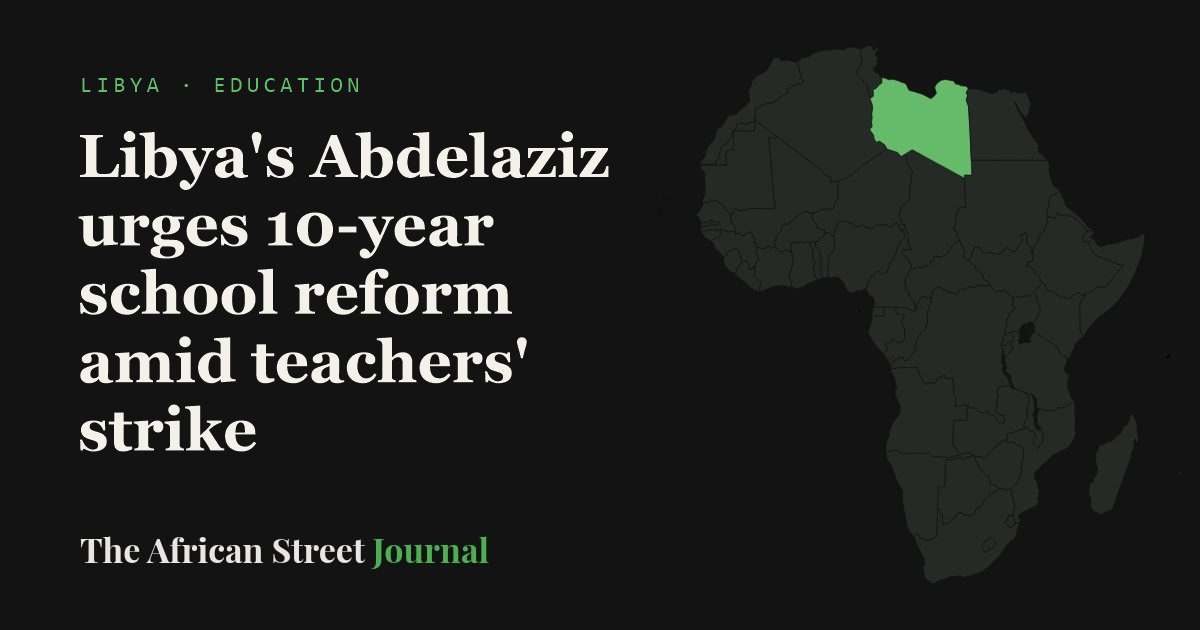 LIBYA · EDUCATION
Libya's Abdelaziz
urges 10-year
school reform
amid teachers'
strike
The African Street Journal